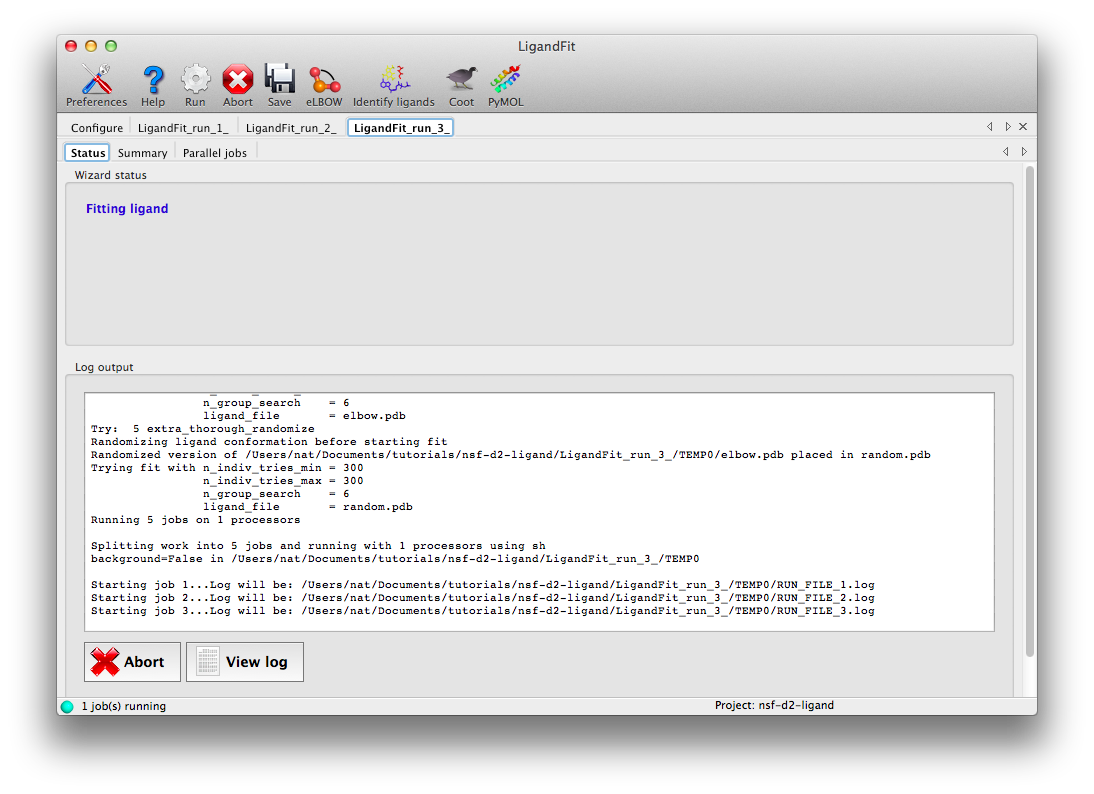 LigandFit
Preferences Help Run Abort Save eLBOW Identify ligands Coot PyMOL
Configure LigandFit_run_1_ LigandFit_run_2_ LigandFit_run_3_
Status Summary Parallel jobs
Wizard status
Fitting ligand
Log output
n_group_search = 6
ligand_file = elbow.pdb
Try: 5 extra_thorough_randomize
Randomizing ligand conformation before starting fit
Randomized version of /Users/nat/Documents/tutorials/nsf-d2-ligand/LigandFit_run_3_/TEMP0/elbow.pdb placed in random.pdb
Trying fit with n_indiv_tries_min = 300
n_indiv_tries_max = 300
n_group_search = 6
ligand_file = random.pdb
Running 5 jobs on 1 processors
Splitting work into 5 jobs and running with 1 processors using sh
background=False in /Users/nat/Documents/tutorials/nsf-d2-ligand/LigandFit_run_3_/TEMP0
Starting job 1...Log will be: /Users/nat/Documents/tutorials/nsf-d2-ligand/LigandFit_run_3_/TEMP0/RUN_FILE_1.log
Starting job 2...Log will be: /Users/nat/Documents/tutorials/nsf-d2-ligand/LigandFit_run_3_/TEMP0/RUN_FILE_2.log
Starting job 3...Log will be: /Users/nat/Documents/tutorials/nsf-d2-ligand/LigandFit_run_3_/TEMP0/RUN_FILE_3.log
Abort View log
1 job(s) running Project: nsf-d2-ligand